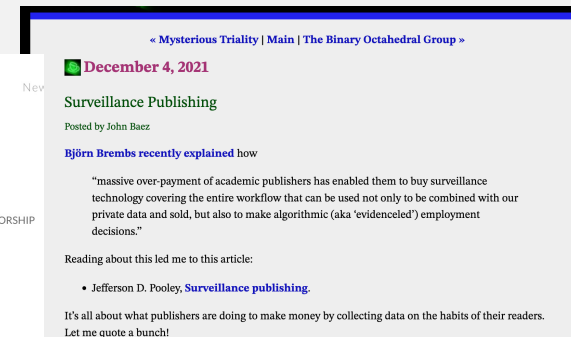 « Mysterious Triality | Main | The Binary Octahedral Group »
December 4, 2021
New
Surveillance Publishing
Posted by John Baez
Björn Brembs recently explained how
“massive over-payment of academic publishers has enabled them to buy surveillance
technology covering the entire workflow that can be used not only to be combined with our
private data and sold, but also to make algorithmic (aka ‘evidenceled’) employment
decisions.”
ORSHIP
Reading about this led me to this article:
• Jefferson D. Pooley, Surveillance publishing.
It's all about what publishers are doing to make money by collecting data on the habits of their readers.
Let me quote a bunch!